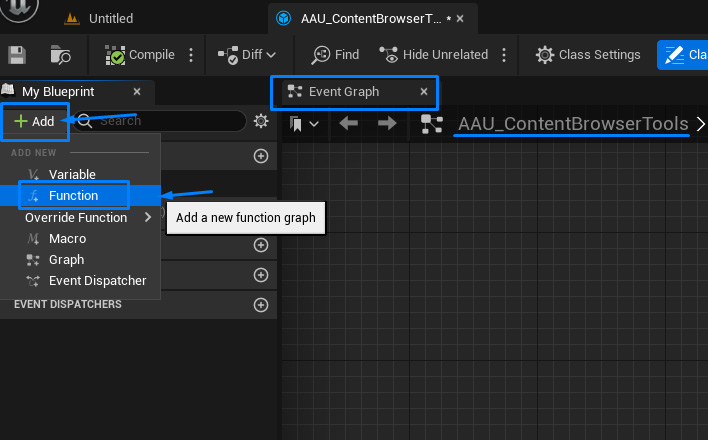 Untitled
AAU_ContentBrowserT...
Compile
Diff
Find
Hide Unrelated
Class Settings
Cla
My Blueprint
Event Graph
Add
Search
AAU_ContentBrowserTools
ADD NEW
Variable
Function
Override Function
Add a new function graph
Macro
Graph
Event Dispatcher
EVENT DISPATCHERS